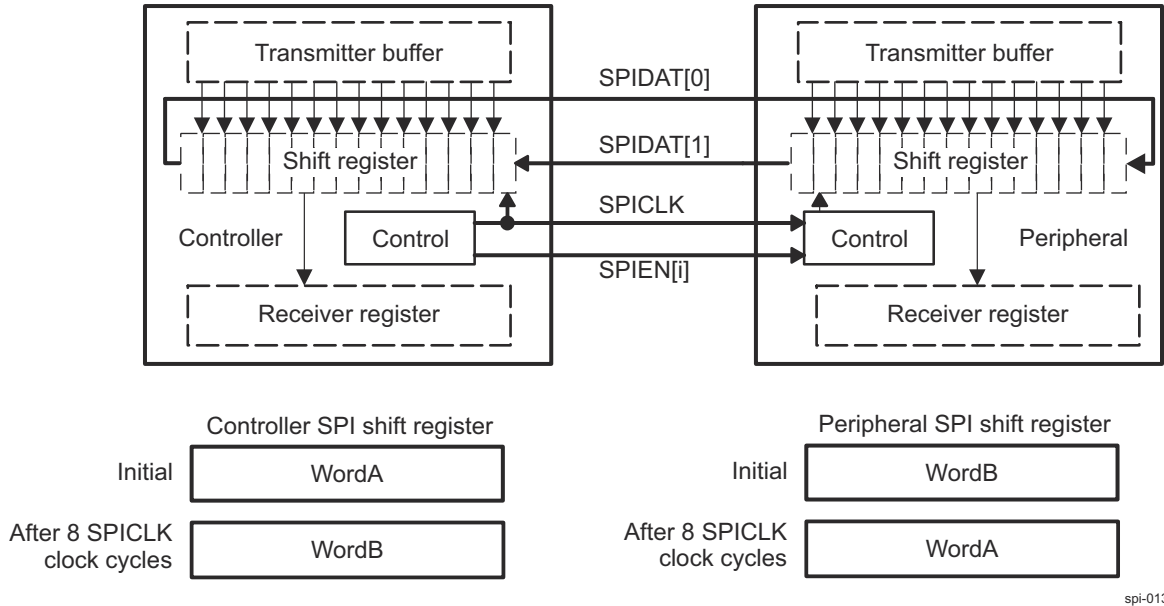 Transmitter buffer
Transmitter buffer
SPIDAT[0]
Shift register
SPIDAT[1]
Shift register
SPICLK
Controller
Control
Control
Peripheral
SPIEN[i]
Receiver register
Receiver register
Controller SPI shift register
Peripheral SPI shift register
Initial
WordA
Initial
WordB
After 8 SPICLK
clock cycles
WordB
After 8 SPICLK
clock cycles
WordA